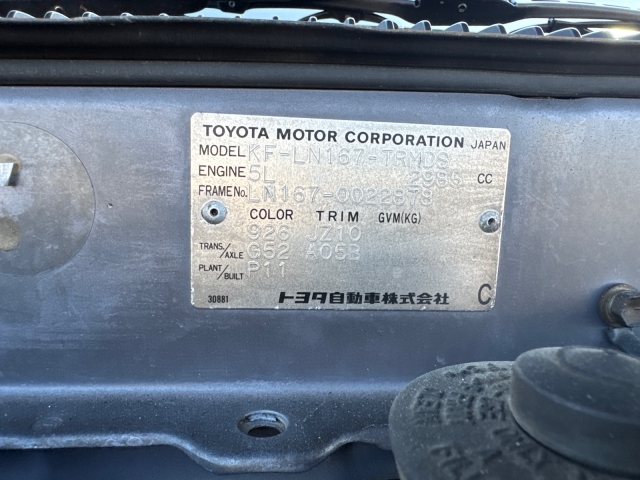 TOYOTA MOTOR CORPORATION JAPAN
MODEL KF-LN167-TRMDS
ENGINE 5L 2986 CC
FRAME No. LN167-0022878
COLOR TRIM GVM(KG)
926 JZ10
TRANS./AXLE G52 A05B
PLANT/BUILT P11
30881 トヨタ自動車株式会社 C